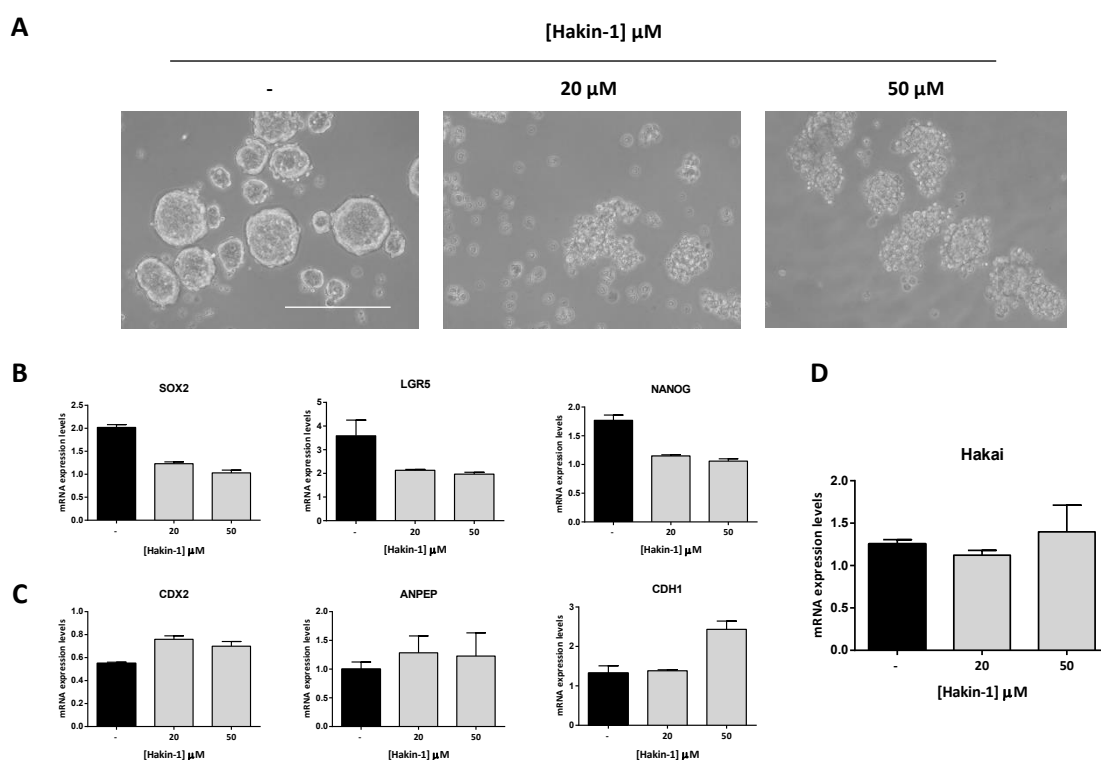 A
[Hakin-1] µM
-
20 µM
50 µM
B
SOX2
mRNA expression levels
2.5
2.0
1.5
1.0
0.5
0.0
-
20
50
[Hakin-1] µM
LGR5
mRNA expression levels
5
4
3
2
1
0
-
20
50
[Hakin-1] µM
NANOG
mRNA expression levels
2.0
1.5
1.0
0.5
0.0
-
20
50
[Hakin-1] µM
C
CDX2
mRNA expression levels
1.0
0.8
0.6
0.4
0.2
0.0
-
20
50
[Hakin-1] µM
ANPEP
mRNA expression levels
2.0
1.5
1.0
0.5
0.0
-
20
50
[Hakin-1] µM
CDH1
mRNA expression levels
3
2
1
0
-
20
50
[Hakin-1] µM
D
Hakai
mRNA expression levels
2.0
1.5
1.0
0.5
0.0
-
20
50
[Hakin-1] µM